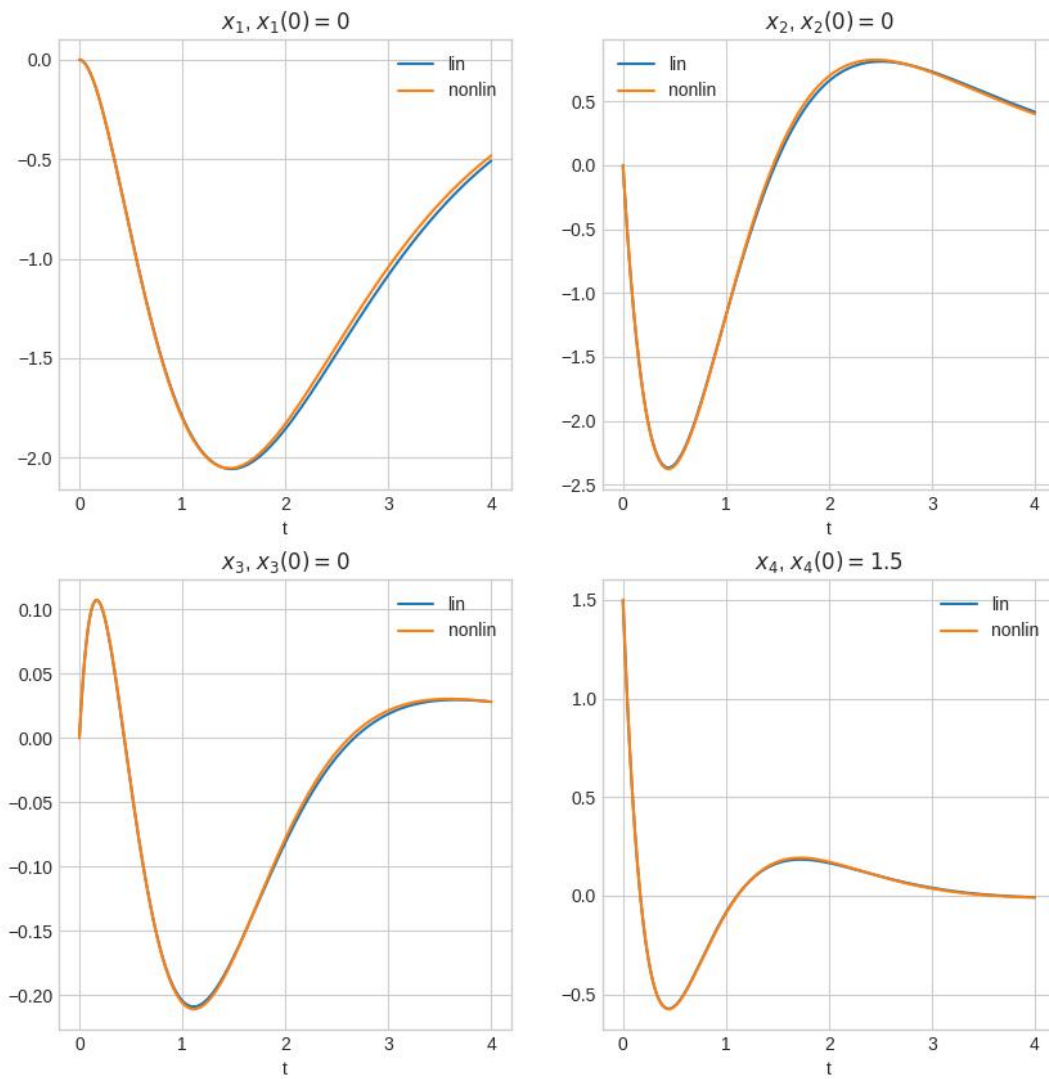 x₁, x₁(0) = 0
lin
nonlin
0.0
−0.5
−1.0
−1.5
−2.0
0 1 2 3 4
t
x₂, x₂(0) = 0
lin
nonlin
0.5
0.0
−0.5
−1.0
−1.5
−2.0
−2.5
0 1 2 3 4
t
x₃, x₃(0) = 0
lin
nonlin
0.10
0.05
0.00
−0.05
−0.10
−0.15
−0.20
0 1 2 3 4
t
x₄, x₄(0) = 1.5
lin
nonlin
1.5
1.0
0.5
0.0
−0.5
0 1 2 3 4
t